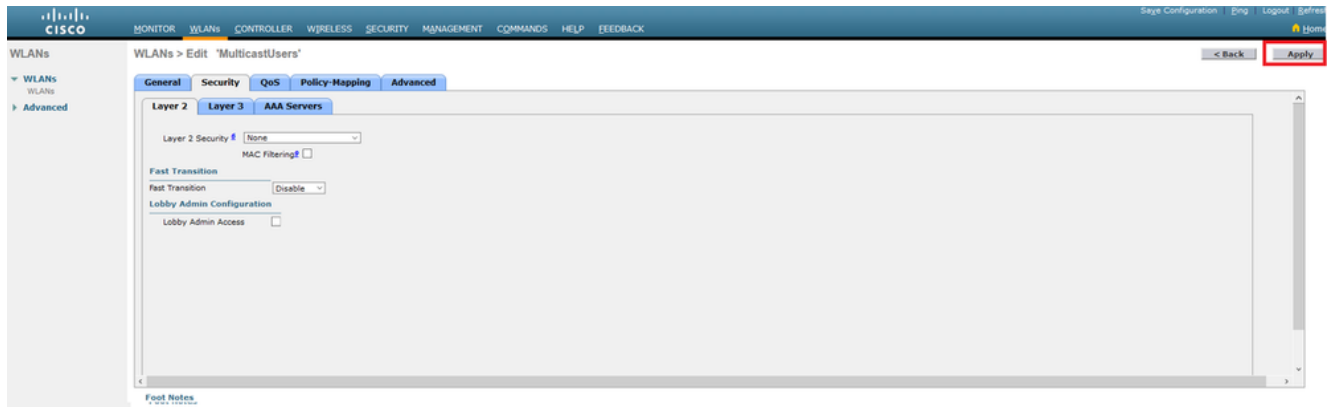 Save Configuration | Ping | Logout | Refresh
CISCO
MONITOR WLANs CONTROLLER WIRELESS SECURITY MANAGEMENT COMMANDS HELP FEEDBACK
Home
WLANs
WLANs > Edit 'MulticastUsers'
< Back
Apply
WLANs
WLANs
Advanced
General Security QoS Policy-Mapping Advanced
Layer 2 Layer 3 AAA Servers
Layer 2 Security 6 None
MAC Filtering 9
Fast Transition
Fast Transition Disable
Lobby Admin Configuration
Lobby Admin Access
Foot Notes